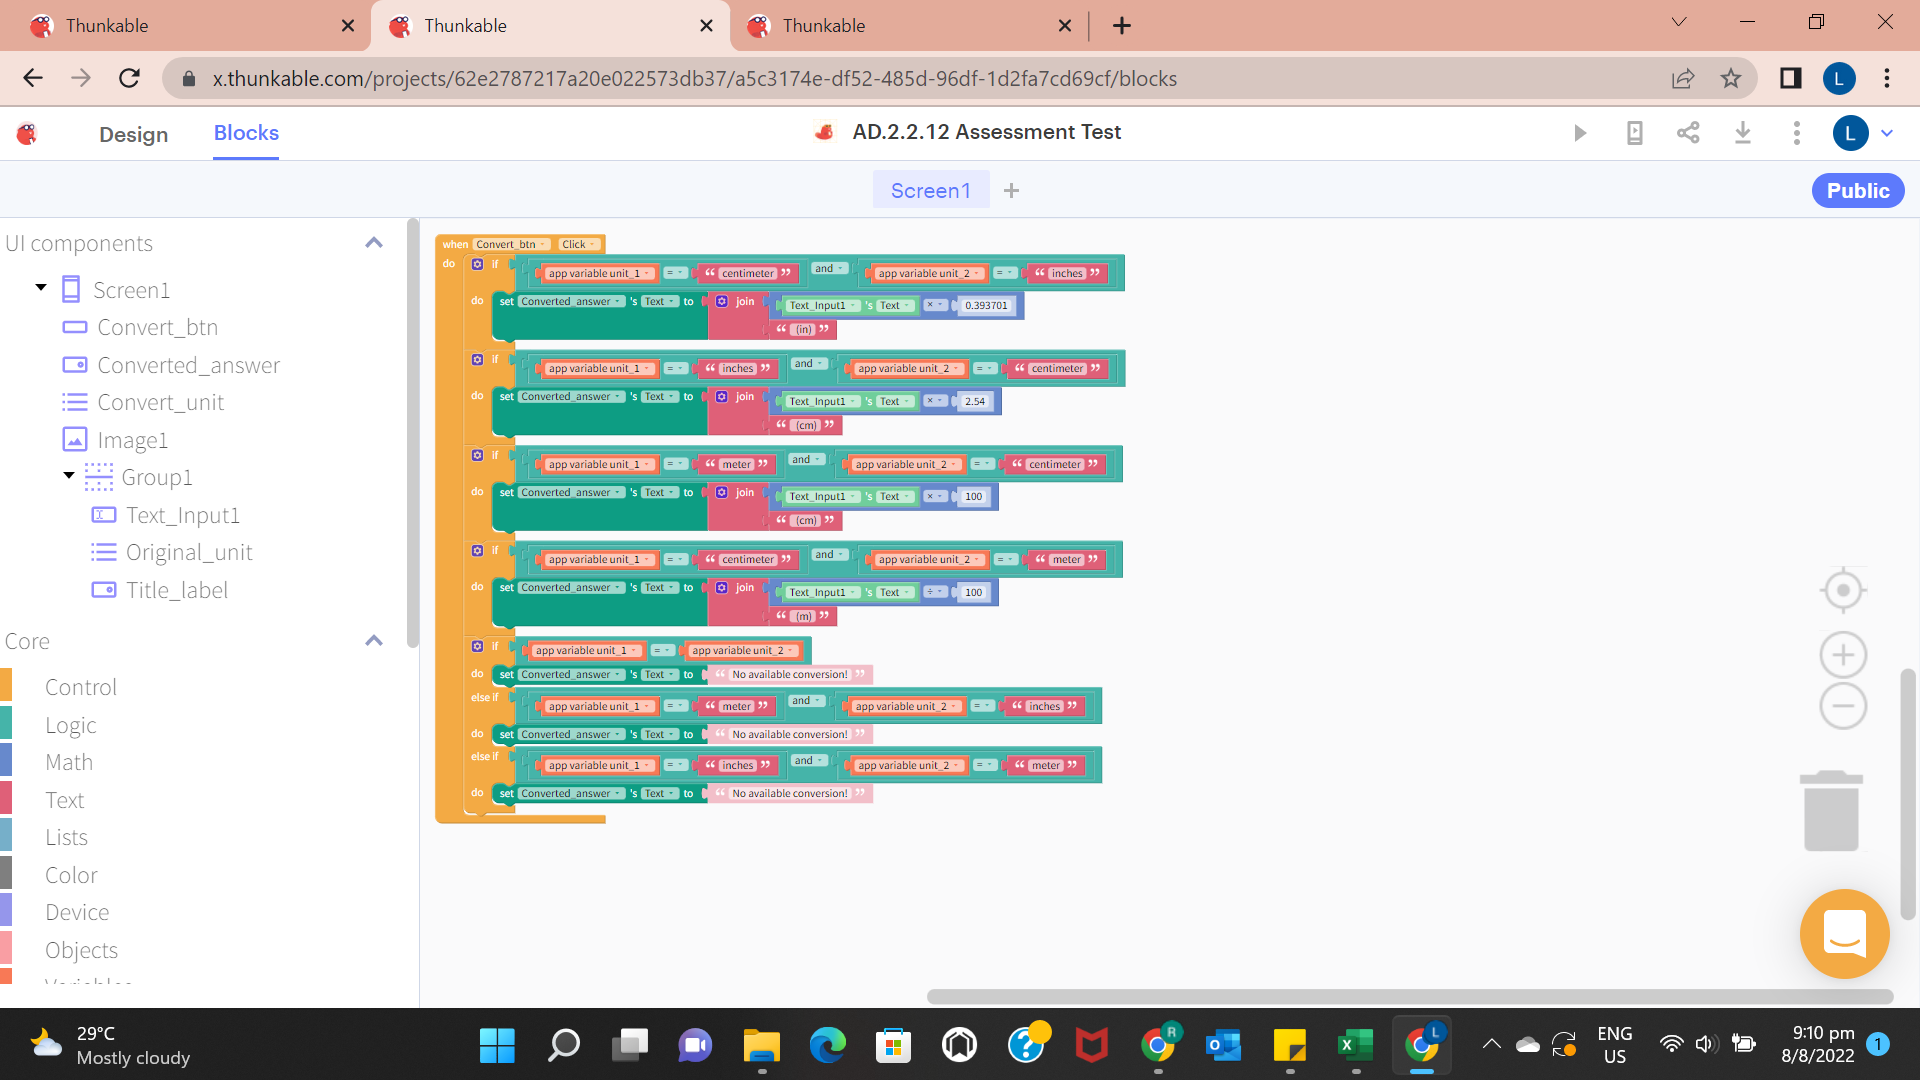 Thunkable
Thunkable
Thunkable
x.thunkable.com/projects/62e2787217a20e022573db37/a5c3174e-df52-485d-96df-1d2fa7cd69cf/blocks
L
Design
Blocks
AD.2.2.12 Assessment Test
L
Screen1
Public
UI components
Screen1
Convert_btn
Converted_answer
Convert_unit
Image1
Group1
Text_Input1
Original_unit
Title_label
Core
Control
Logic
Math
Text
Lists
Color
Device
Objects
Variables
when Convert_btn Click
do if app variable unit_1 = “ centimeter ” and app variable unit_2 = “ inches ”
do set Converted_answer 's Text to join Text_Input1 's Text × 0.393701
“ (in) ”
if app variable unit_1 = “ inches ” and app variable unit_2 = “ centimeter ”
do set Converted_answer 's Text to join Text_Input1 's Text × 2.54
“ (cm) ”
if app variable unit_1 = “ meter ” and app variable unit_2 = “ centimeter ”
do set Converted_answer 's Text to join Text_Input1 's Text × 100
“ (cm) ”
if app variable unit_1 = “ centimeter ” and app variable unit_2 = “ meter ”
do set Converted_answer 's Text to join Text_Input1 's Text ÷ 100
“ (m) ”
if app variable unit_1 = app variable unit_2
do set Converted_answer 's Text to “ No available conversion! ”
else if app variable unit_1 = “ meter ” and app variable unit_2 = “ inches ”
do set Converted_answer 's Text to “ No available conversion! ”
else if app variable unit_1 = “ inches ” and app variable unit_2 = “ meter ”
do set Converted_answer 's Text to “ No available conversion! ”
29°C
Mostly cloudy
R
L
ENG
US
9:10 pm
8/8/2022
1